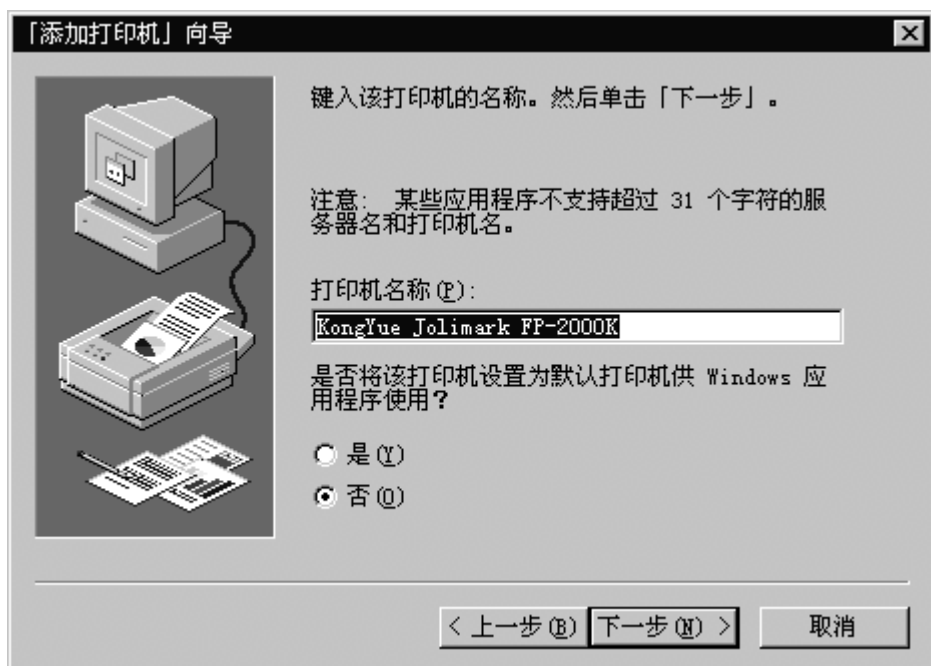 「添加打印机」向导
键入该打印机的名称。然后单击「下一步」。
注意: 某些应用程序不支持超过 31 个字符的服
务器名和打印机名。
打印机名称(P):
KongYue Jolimark FP-2000K
是否将该打印机设置为默认打印机供 Windows 应
用程序使用?
是(Y)
否(O)
< 上一步(B) 下一步(N) > 取消